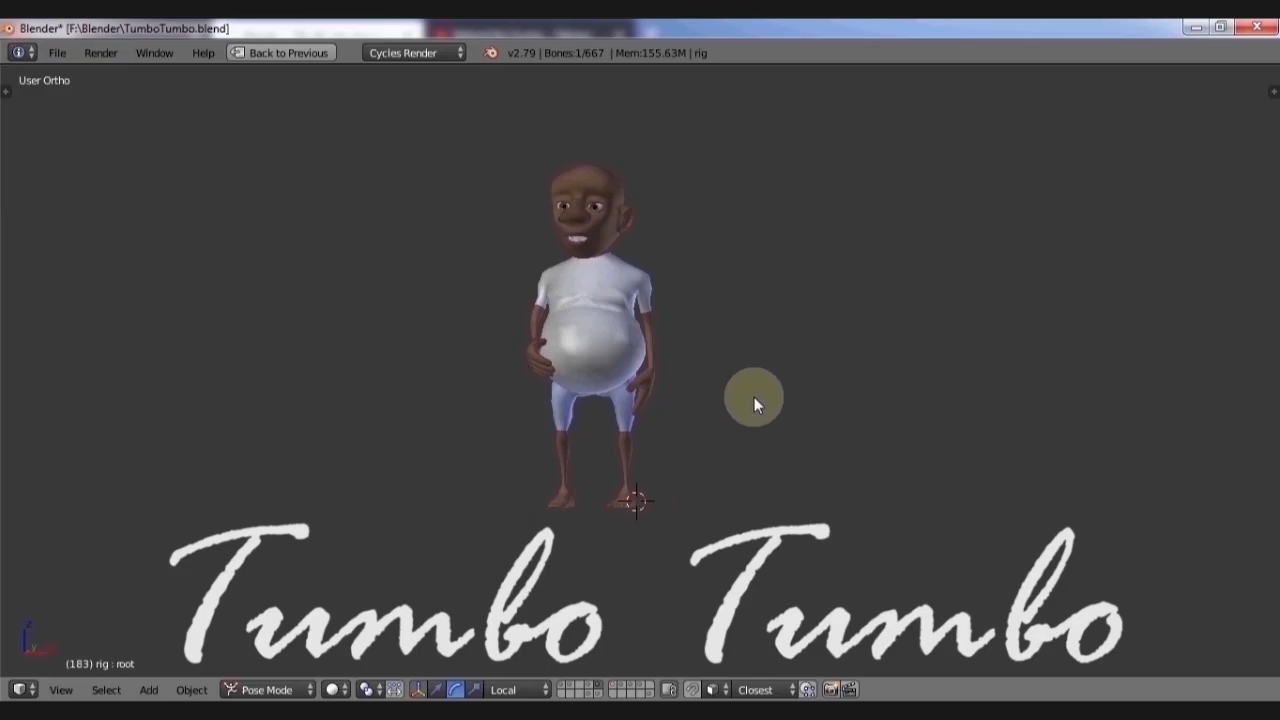 Blender* [F:\Blender\TumboTumbo.blend]
File Render Window Help Back to Previous Cycles Render v2.79 | Bones:1/667 | Mem:155.63M | rig
User Ortho
Tumbo Tumbo
z
y
(183) rig : root
View Select Add Object Pose Mode Local Closest